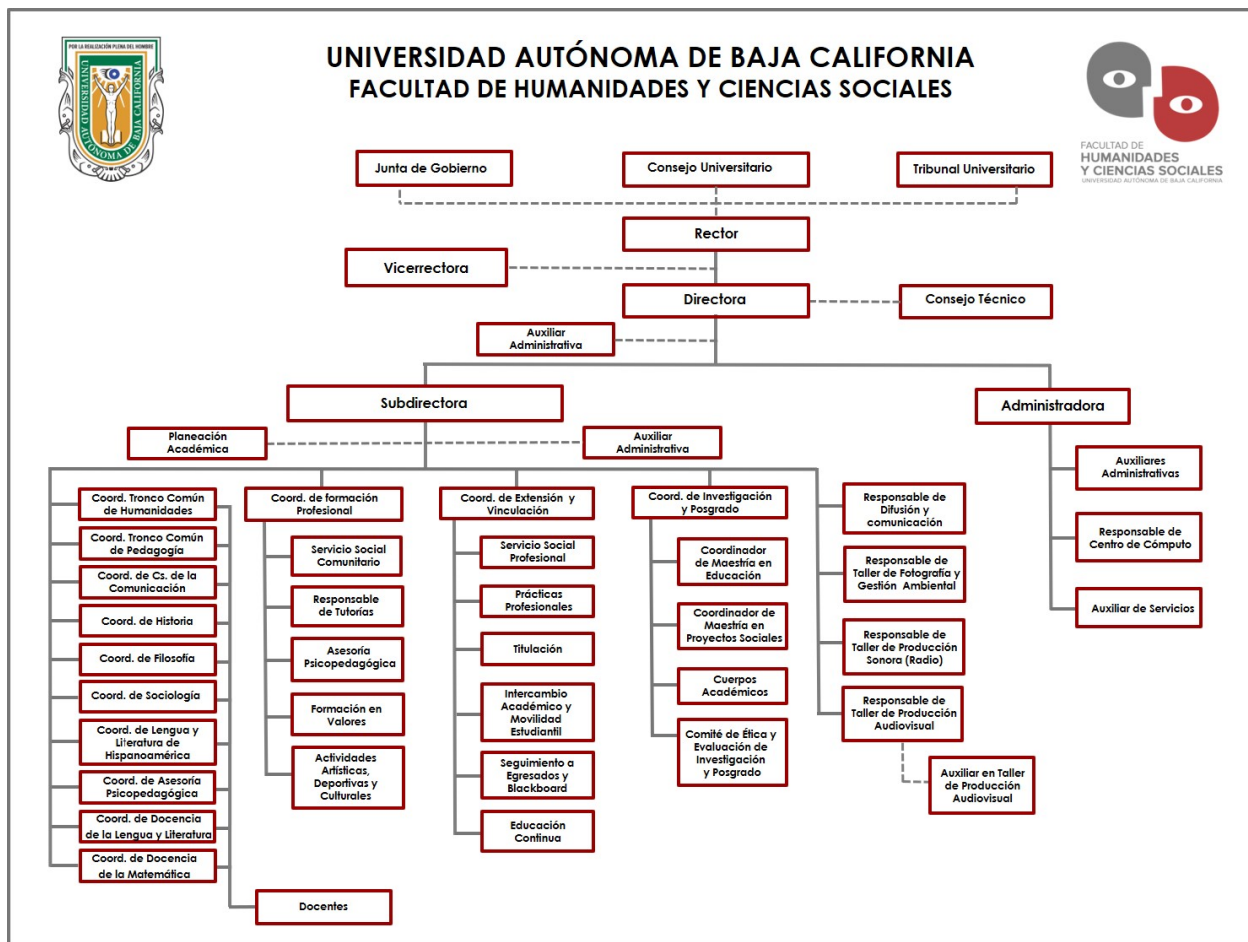 POR LA REALIZACIÓN PLENA DEL HOMBRE
UNIVERSIDAD AUTÓNOMA DE BAJA CALIFORNIA
UNIVERSIDAD AUTÓNOMA DE BAJA CALIFORNIA
FACULTAD DE HUMANIDADES Y CIENCIAS SOCIALES
FACULTAD DE
HUMANIDADES
Y CIENCIAS SOCIALES
UNIVERSIDAD AUTÓNOMA DE BAJA CALIFORNIA
Junta de Gobierno
Consejo Universitario
Tribunal Universitario
Rector
Vicerrectora
Directora
Consejo Técnico
Auxiliar
Administrativa
Subdirectora
Administradora
Planeación
Académica
Auxiliar
Administrativa
Coord. Tronco Común
de Humanidades
Coord. Tronco Común
de Pedagogía
Coord. de Cs. de la
Comunicación
Coord. de Historia
Coord. de Filosofía
Coord. de Sociología
Coord. de Lengua y
Literatura de
Hispanoamérica
Coord. de Asesoría
Psicopedagógica
Coord. de Docencia
de la Lengua y Literatura
Coord. de Docencia
de la Matemática
Docentes
Coord. de formación
Profesional
Servicio Social
Comunitario
Responsable
de Tutorías
Asesoría
Psicopedagógica
Formación en
Valores
Actividades
Artísticas,
Deportivas y
Culturales
Coord. de Extensión y
Vinculación
Servicio Social
Profesional
Prácticas
Profesionales
Titulación
Intercambio
Académico y
Movilidad
Estudiantil
Seguimiento a
Egresados y
Blackboard
Educación
Continua
Coord. de Investigación
y Posgrado
Coordinador
de Maestría en
Educación
Coordinador de
Maestría en
Proyectos Sociales
Cuerpos
Académicos
Comité de Ética y
Evaluación de
Investigación
y Posgrado
Responsable de
Difusión y
comunicación
Responsable de
Taller de Fotografía y
Gestión Ambiental
Responsable de
Taller de Producción
Sonora (Radio)
Responsable de
Taller de Producción
Audiovisual
Auxiliar en Taller
de Producción
Audiovisual
Auxiliares
Administrativas
Responsable de
Centro de Cómputo
Auxiliar de Servicios